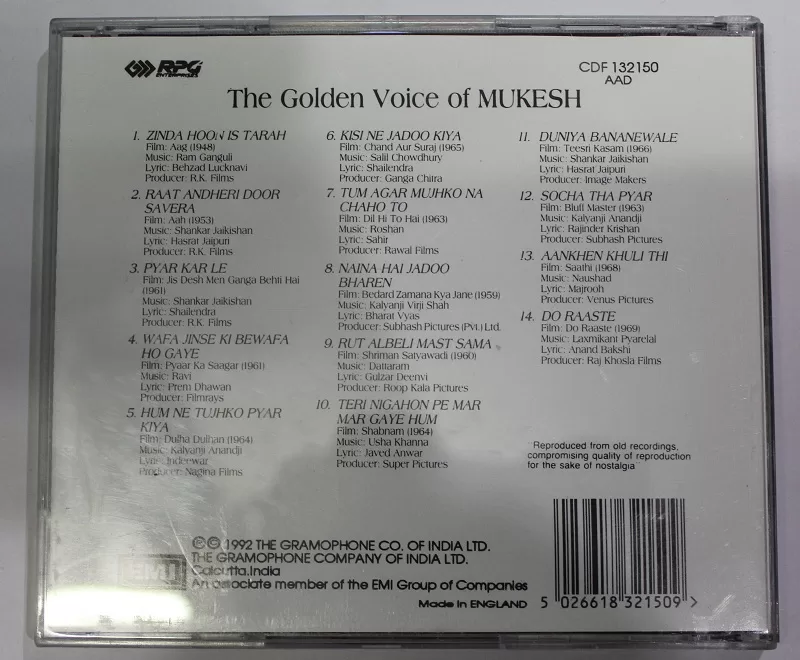 RPG
ENTERPRISES
CDF 132150
AAD
The Golden Voice of MUKESH
1. ZINDA HOON IS TARAH
Film: Aag (1948)
Music: Ram Ganguli
Lyric: Behzad Lucknavi
Producer: R.K. Films
2. RAAT ANDHERI DOOR
SAVERA
Film: Aah (1953)
Music: Shankar Jaikishan
Lyric: Hasrat Jaipuri
Producer: R.K. Films
3. PYAR KAR LE
Film: Jis Desh Men Ganga Behti Hai
(1961)
Music: Shankar Jaikishan
Lyric: Shailendra
Producer: R.K. Films
4. WAFA JINSE KI BEWAFA
HO GAYE
Film: Pyaar Ka Saagar (1961)
Music: Ravi
Lyric: Prem Dhawan
Producer: Filmrays
5. HUM NE TUJHKO PYAR
KIYA
Film: Dulha Dulhan (1964)
Music: Kalyanji Anandji
Lyric: Indeewar
Producer: Nagina Films
6. KISI NE JADOO KIYA
Film: Chand Aur Suraj (1965)
Music: Salil Chowdhury
Lyric: Shailendra
Producer: Ganga Chitra
7. TUM AGAR MUJHKO NA
CHAHO TO
Film: Dil Hi To Hai (1963)
Music: Roshan
Lyric: Sahir
Producer: Rawal Films
8. NAINA HAI JADOO
BHAREN
Film: Bedard Zamana Kya Jane (1959)
Music: Kalyanji Virji Shah
Lyric: Bharat Vyas
Producer: Subhash Pictures (Pvt.) Ltd.
9. RUT ALBELI MAST SAMA
Film: Shriman Satyawadi (1960)
Music: Dattaram
Lyric: Gulzar Deenvi
Producer: Roop Kala Pictures
10. TERI NIGAHON PE MAR
MAR GAYE HUM
Film: Shabnam (1964)
Music: Usha Khanna
Lyric: Javed Anwar
Producer: Super Pictures
11. DUNIYA BANANEWALE
Film: Teesri Kasam (1966)
Music: Shankar Jaikishan
Lyric: Hasrat Jaipuri
Producer: Image Makers
12. SOCHA THA PYAR
Film: Bluff Master (1963)
Music: Kalyanji Anandji
Lyric: Rajinder Krishan
Producer: Subhash Pictures
13. AANKHEN KHULI THI
Film: Saathi (1968)
Music: Naushad
Lyric: Majrooh
Producer: Venus Pictures
14. DO RAASTE
Film: Do Raaste (1969)
Music: Laxmikant Pyarelal
Lyric: Anand Bakshi
Producer: Raj Khosla Films
"Reproduced from old recordings,
compromising quality of reproduction
for the sake of nostalgia"
EMI
℗ © 1992 THE GRAMOPHONE CO. OF INDIA LTD.
THE GRAMOPHONE COMPANY OF INDIA LTD.
Calcutta,India
An associate member of the EMI Group of Companies
Made in ENGLAND
5 026618 321509 >